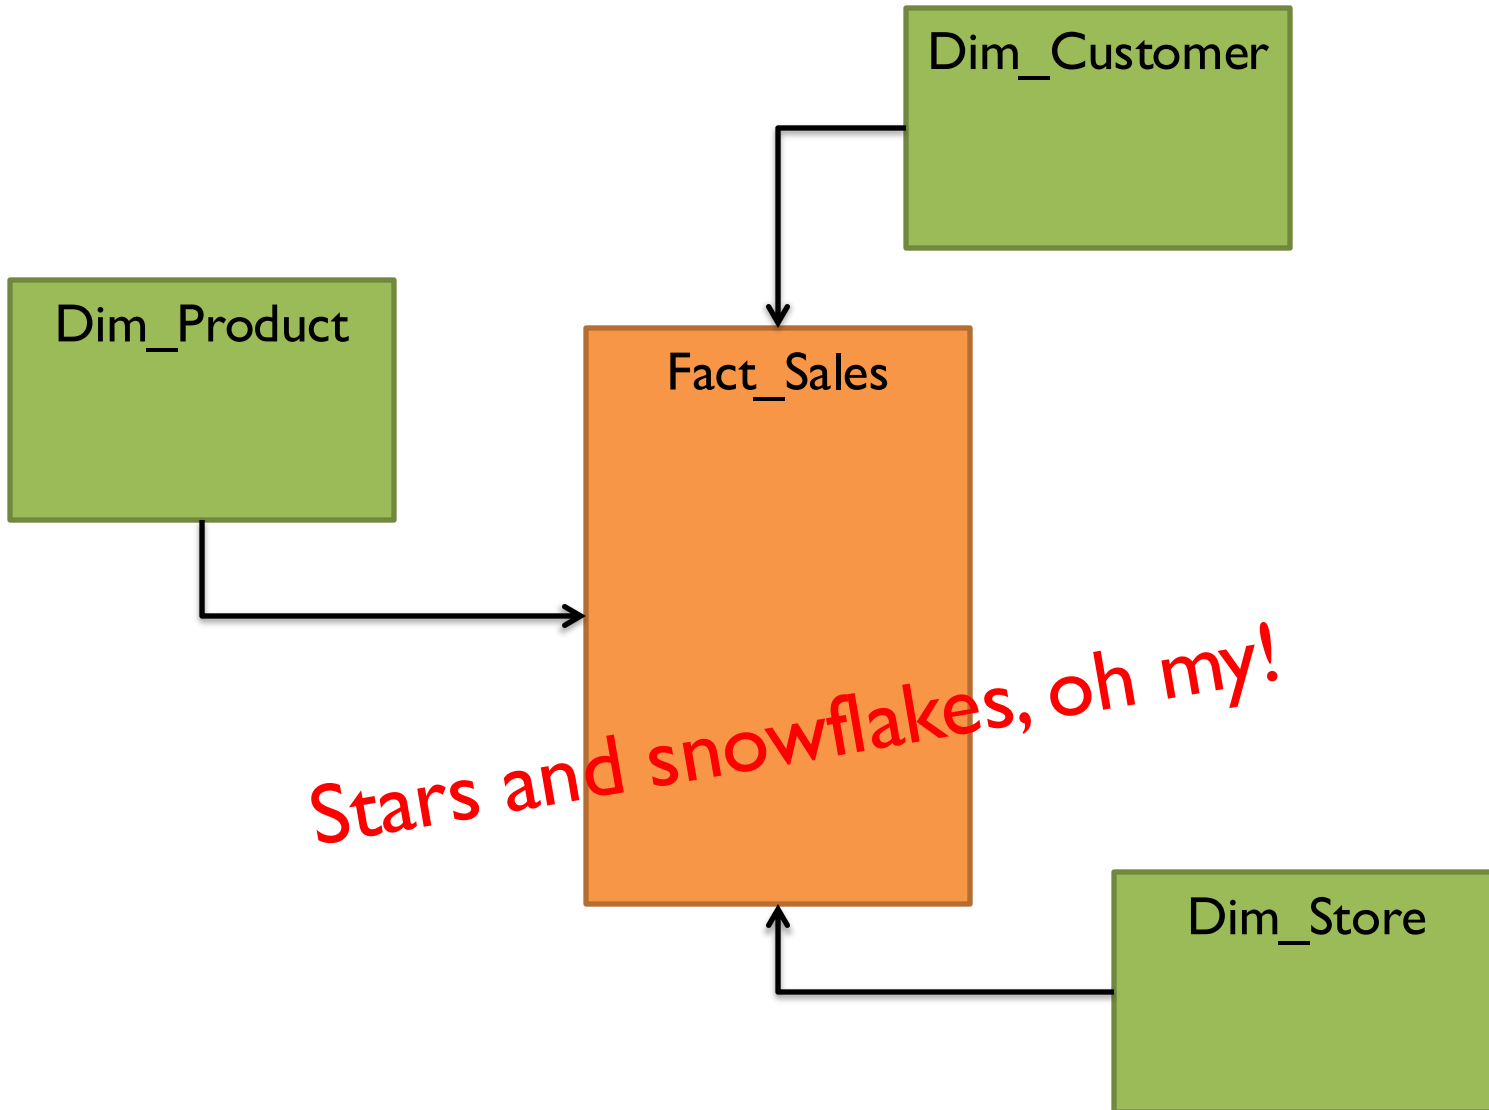 Dim_Customer
Dim_Product
Fact_Sales
Stars and snowflakes, oh my!
Dim_Store